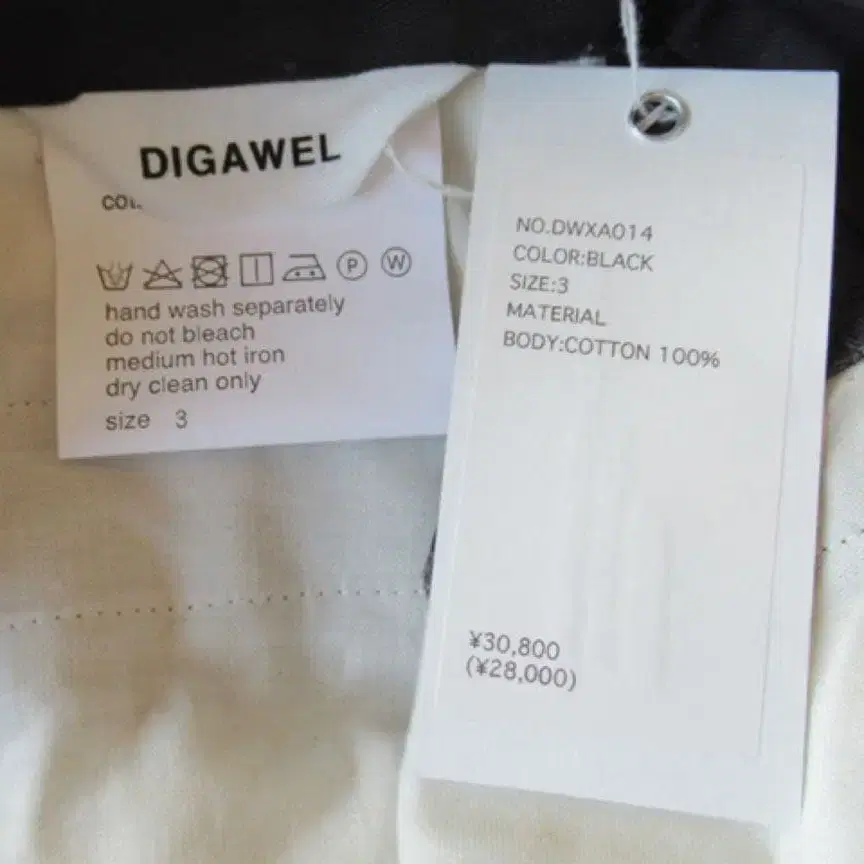 DIGAWEL
P
W
hand wash separately
do not bleach
medium hot iron
dry clean only
size 3
NO.DWXA014
COLOR:BLACK
SIZE:3
MATERIAL
BODY:COTTON 100%
¥30,800
(¥28,000)